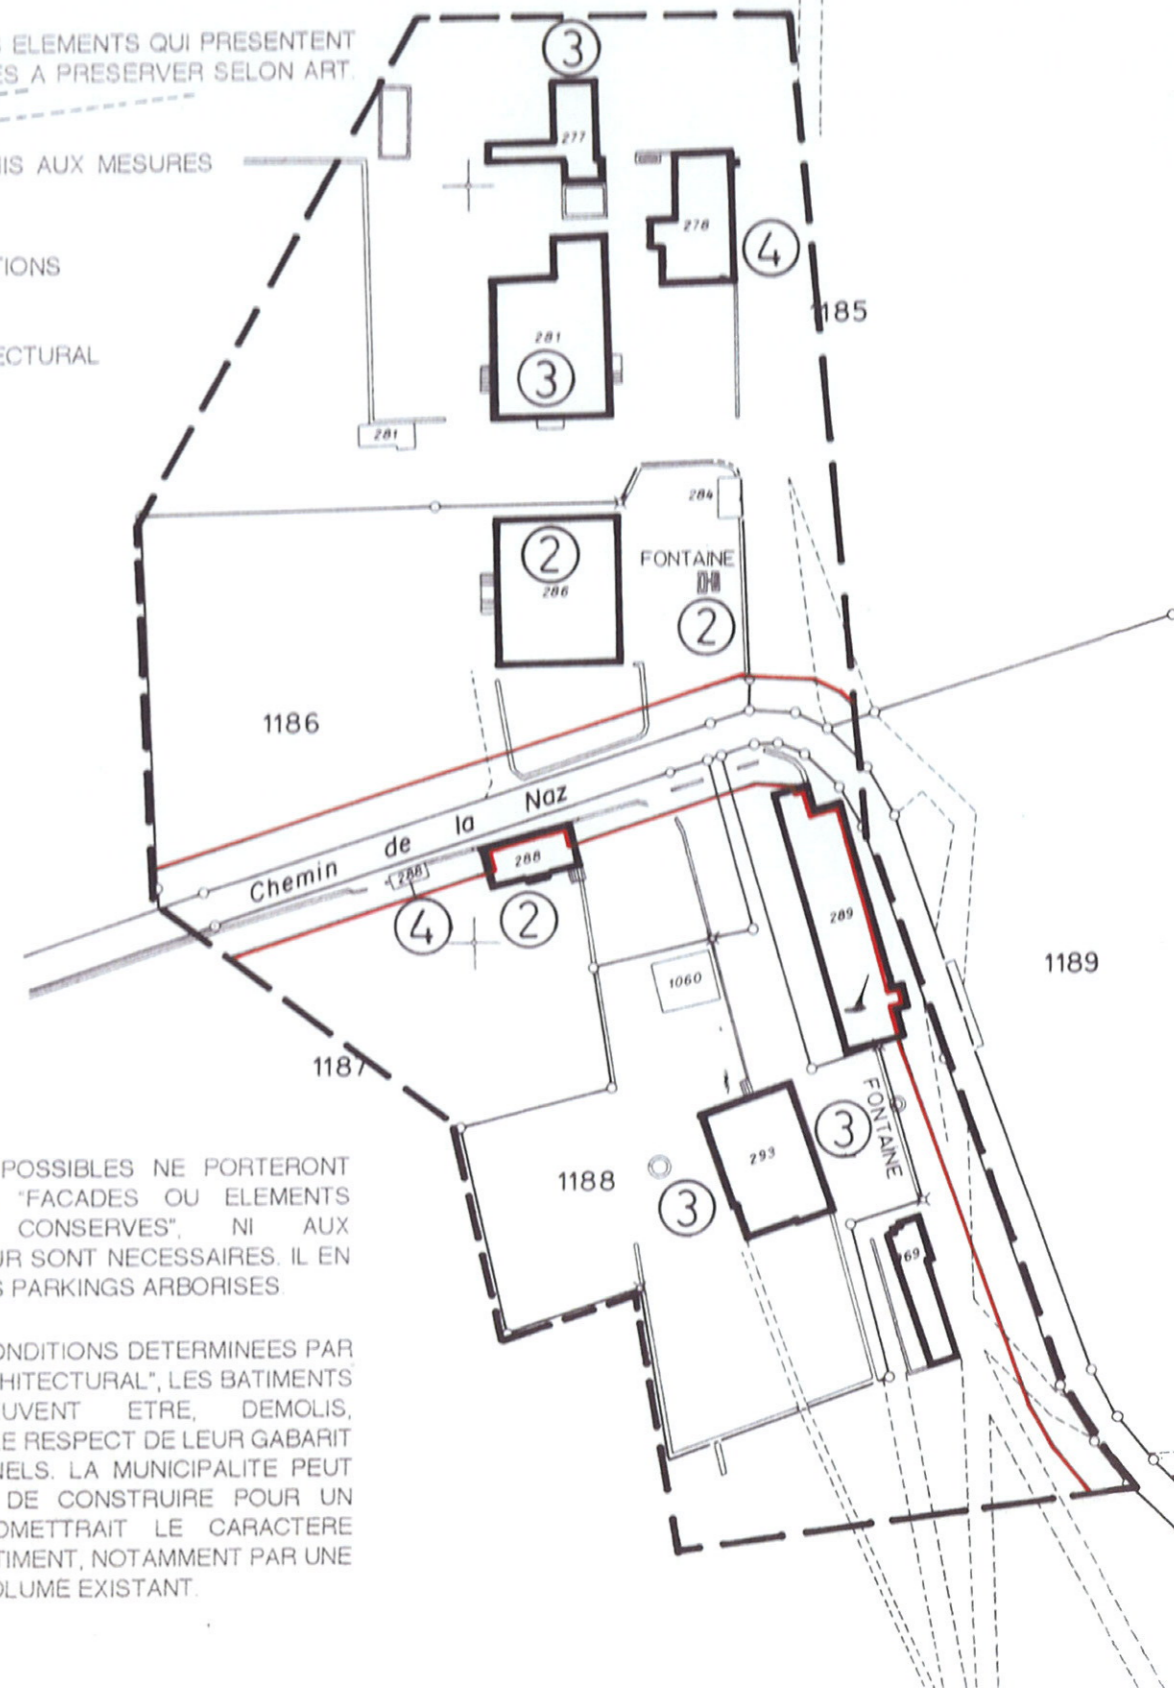 S ELEMENTS QUI PRESENTENT
ES A PRESERVER SELON ART.
IS AUX MESURES
TIONS
ECTURAL
3
277
278
4
1185
281
3
281
284
2
286
FONTAINE
2
1186
Chemin de la Naz
288
288
4
2
289
1060
1189
1187
FONTAINE
3
293
1188
3
69
POSSIBLES NE PORTERONT
"FACADES OU ELEMENTS
CONSERVES", NI AUX
UR SONT NECESSAIRES. IL EN
S PARKINGS ARBORISES.
ONDITIONS DETERMINEES PAR
HITECTURAL", LES BATIMENTS
UVENT ETRE, DEMOLIS,
LE RESPECT DE LEUR GABARIT
NELS. LA MUNICIPALITE PEUT
DE CONSTRUIRE POUR UN
OMETTRAIT LE CARACTERE
TIMENT, NOTAMMENT PAR UNE
OLUME EXISTANT.